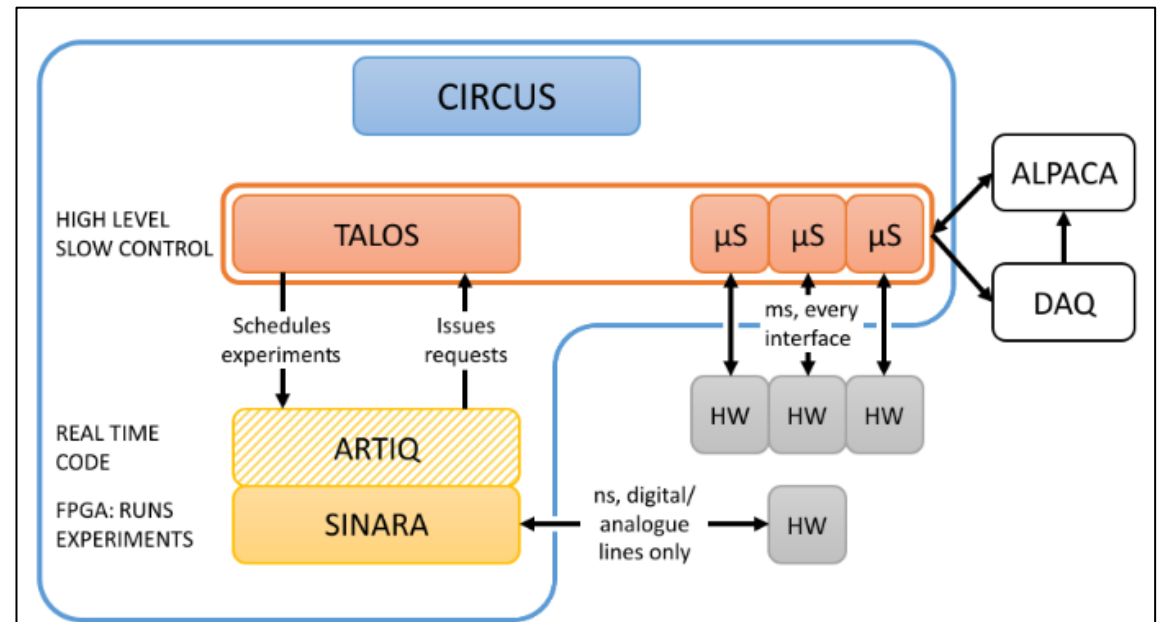 CIRCUS
HIGH LEVEL
SLOW CONTROL
TALOS
µS
µS
µS
ALPACA
DAQ
Schedules
experiments
Issues
requests
ms, every
interface
HW
HW
HW
REAL TIME
CODE
ARTIQ
FPGA: RUNS
EXPERIMENTS
SINARA
ns, digital/
analogue
lines only
HW